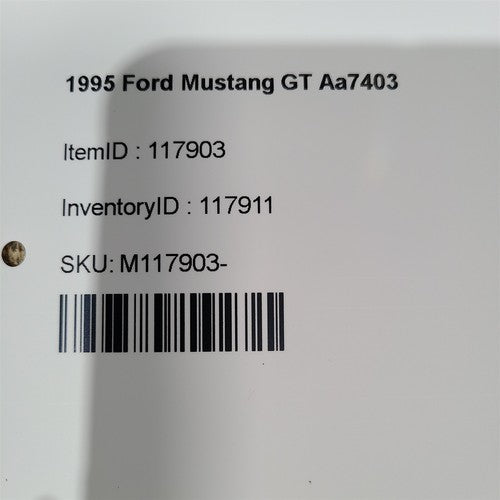 1995 Ford Mustang GT Aa7403
ItemID : 117903
InventoryID : 117911
SKU: M117903-